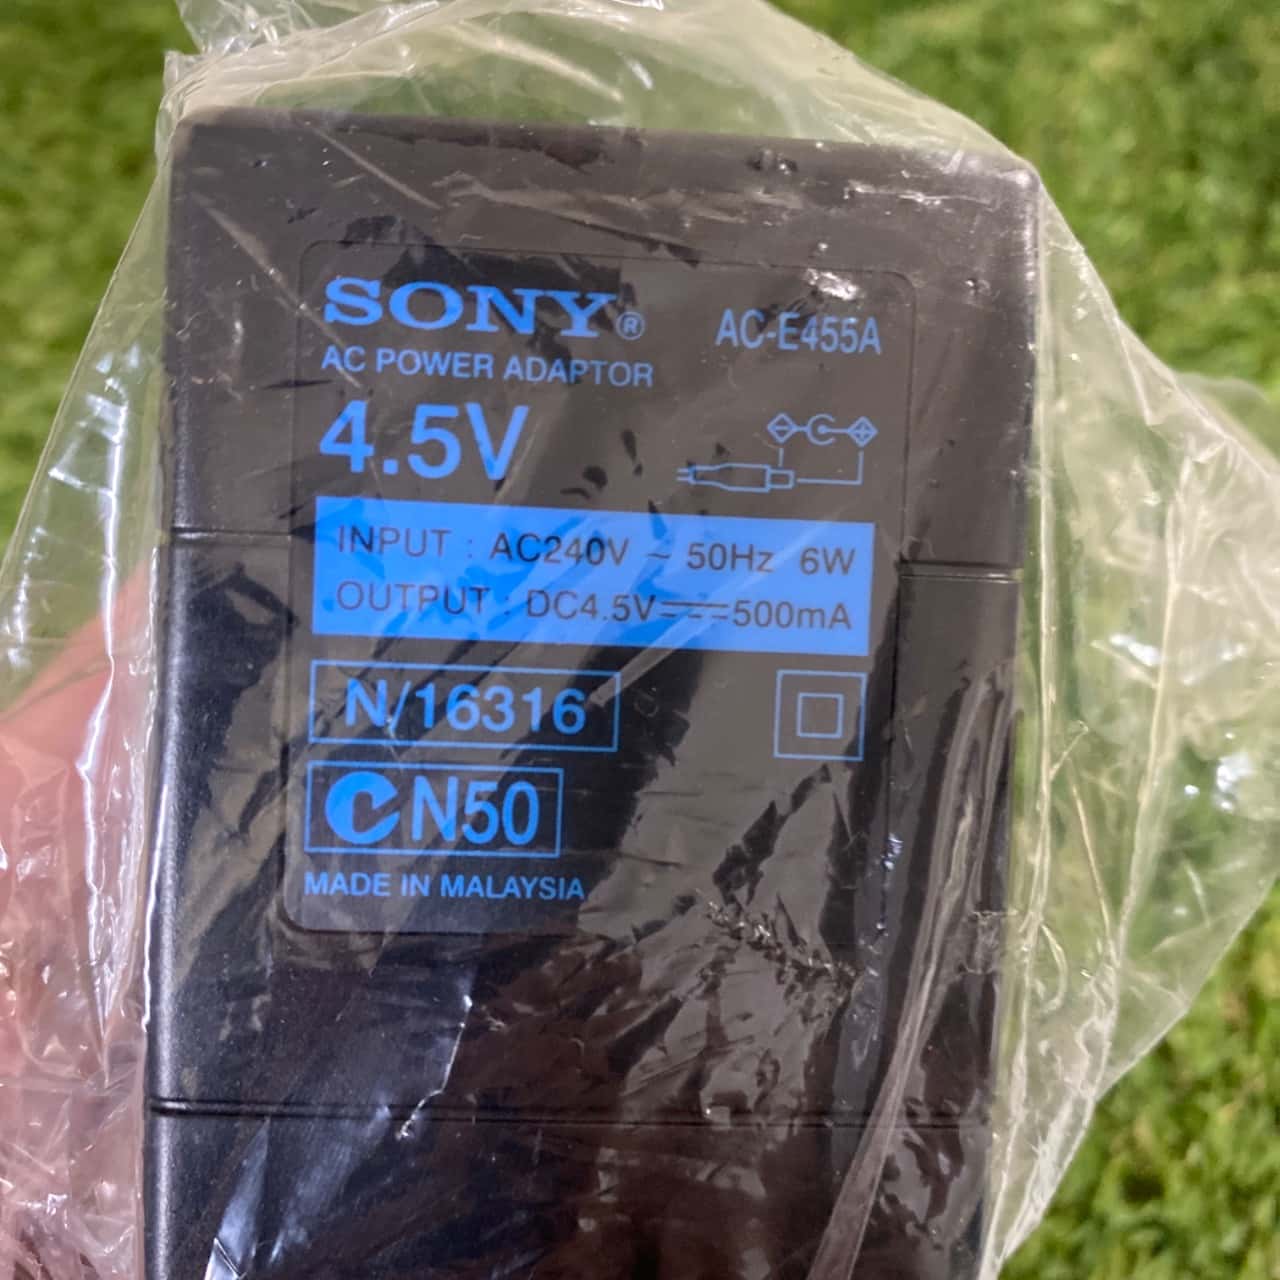 SONY®
AC-E455A
AC POWER ADAPTOR
4.5V
INPUT : AC240V ~ 50Hz 6W
OUTPUT : DC4.5V⎓500mA
N/16316
N50
MADE IN MALAYSIA